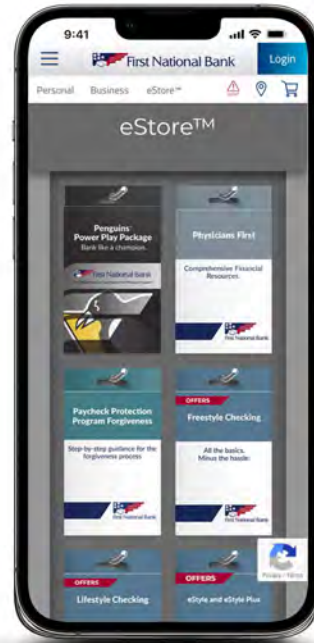 9:41
First National Bank
Login
Personal Business eStore™
eStore™
Penguins
Power Play Package
Bank like a champion.
First National Bank
Physicians First
Comprehensive Financial
Resources
First National Bank
Paycheck Protection
Program Forgiveness
Step-by-step guidance for the
forgiveness process
First National Bank
OFFERS
Freestyle Checking
All the basics.
Minus the hassle.
First National Bank
OFFERS
Lifestyle Checking
OFFERS
eStyle and eStyle Plus
Privacy - Terms